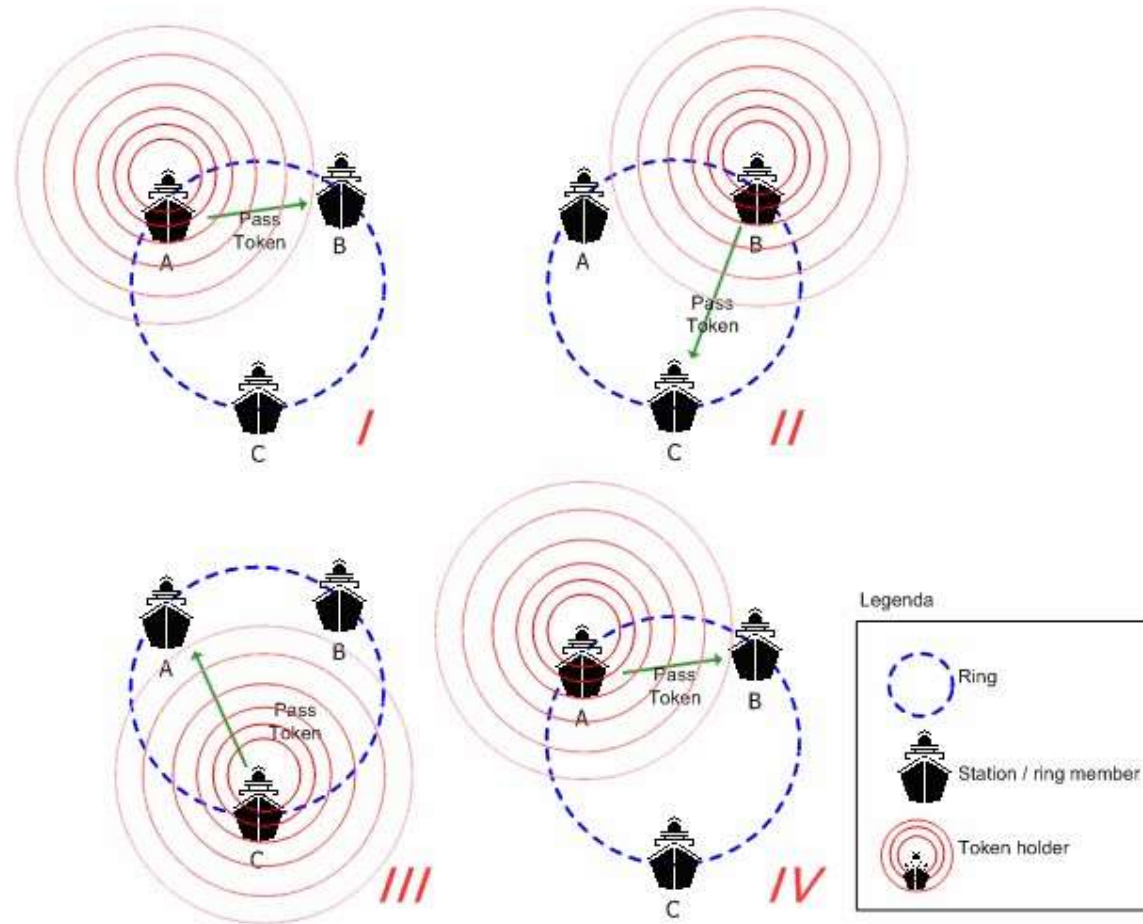 Pass
Token
A
B
C
I
Pass
Token
A
B
C
II
Pass
Token
A
B
C
III
Pass
Token
A
B
C
IV
Legenda
Ring
Station / ring member
Token holder